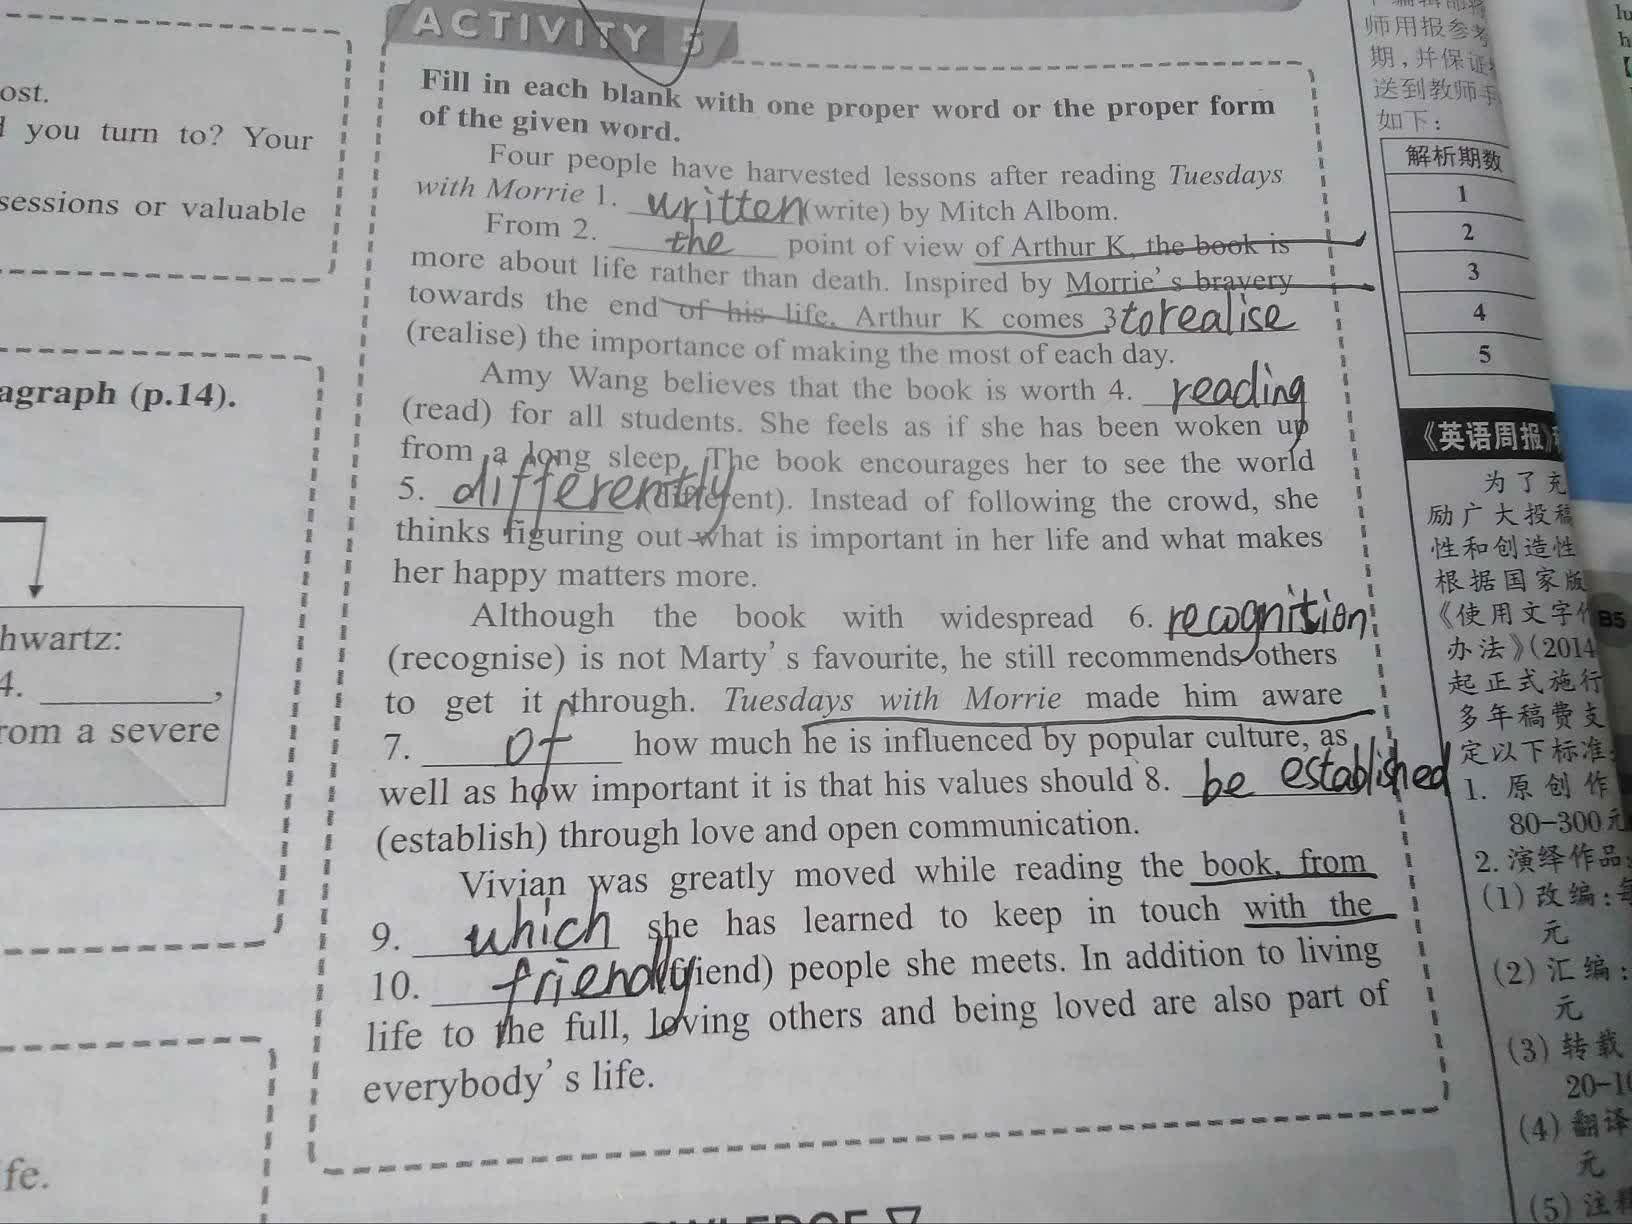 ost.
you turn to? Your
sessions or valuable
agraph (p.14).
hwartz:
4. ________,
rom a severe
fe.
ACTIVITY 5
Fill in each blank with one proper word or the proper form
of the given word.
Four people have harvested lessons after reading Tuesdays
with Morrie 1. written (write) by Mitch Albom.
From 2. the point of view of Arthur K, the book is
more about life rather than death. Inspired by Morrie's bravery
towards the end of his life, Arthur K comes 3 to realise
(realise) the importance of making the most of each day.
Amy Wang believes that the book is worth 4. reading
(read) for all students. She feels as if she has been woken up
from a long sleep. The book encourages her to see the world
5. differently (different). Instead of following the crowd, she
thinks figuring out what is important in her life and what makes
her happy matters more.
Although the book with widespread 6. recognition
(recognise) is not Marty's favourite, he still recommends others
to get it through. Tuesdays with Morrie made him aware
7. of how much he is influenced by popular culture, as
well as how important it is that his values should 8. be established
(establish) through love and open communication.
Vivian was greatly moved while reading the book, from
9. which she has learned to keep in touch with the
10. friendly (friend) people she meets. In addition to living
life to the full, loving others and being loved are also part of
everybody's life.
师用报参考
期，并保证
送到教师手
如下：
解析期数
1
2
3
4
5
《英语周报》
为了充
励广大投稿
性和创造性
根据国家版
《使用文字作
办法》(2014
起正式施行
多年稿费支
定以下标准：
1. 原创作
80-300元
2. 演绎作品：
(1) 改编：每
元
(2) 汇编：
元
(3) 转载
20-10
(4) 翻译
元
(5) 注释
B5